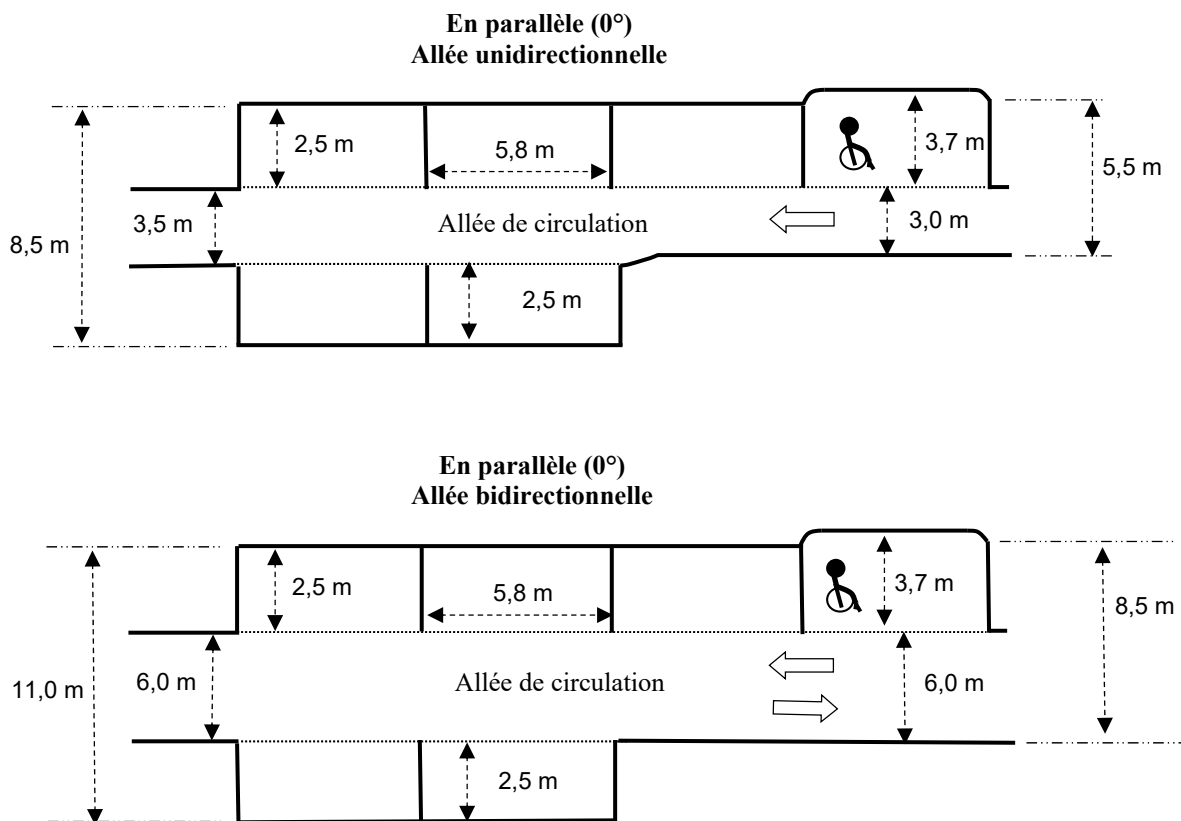 En parallèle (0°)
Allée unidirectionnelle
2,5 m
5,8 m
3,7 m
5,5 m
3,5 m
Allée de circulation
3,0 m
8,5 m
2,5 m
En parallèle (0°)
Allée bidirectionnelle
2,5 m
5,8 m
3,7 m
8,5 m
11,0 m
6,0 m
Allée de circulation
6,0 m
2,5 m